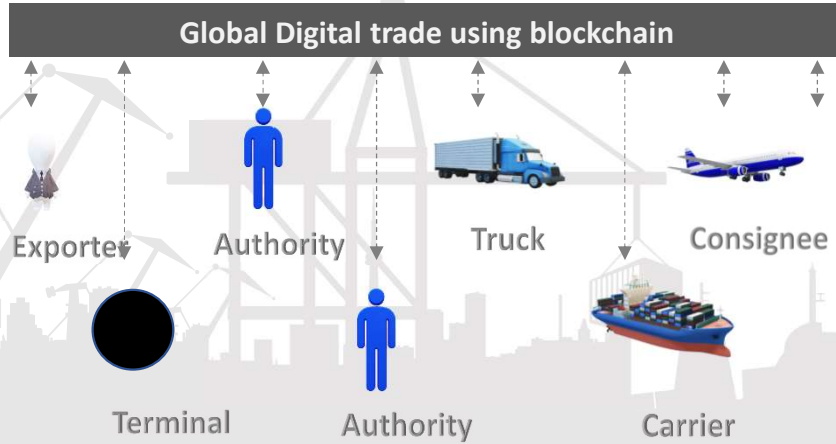 Global Digital trade using blockchain
Exporter
Authority
Truck
Consignee
Terminal
Authority
Carrier